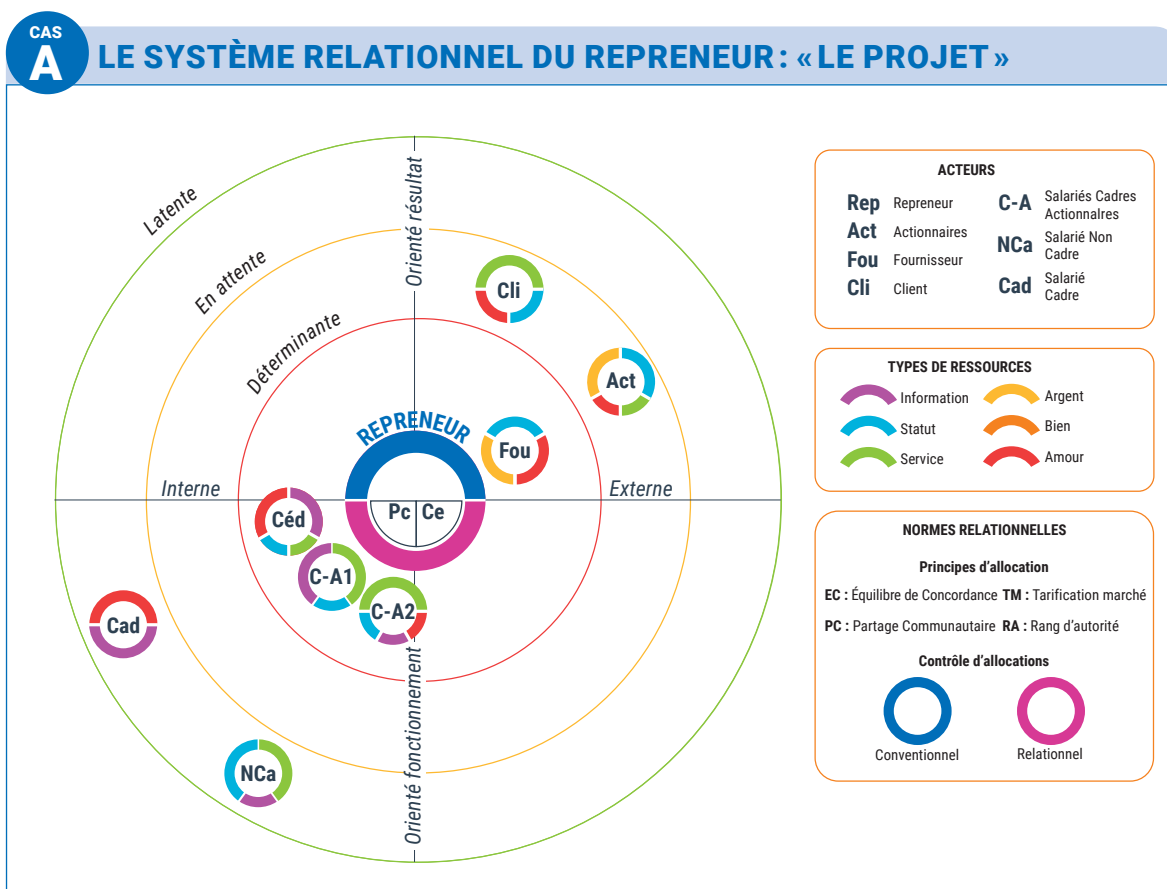 CAS
A
LE SYSTÈME RELATIONNEL DU REPRENEUR : « LE PROJET »
Latente
En attente
Déterminante
Orienté résultat
Cli
Act
REPRENEUR
Fou
Interne
Externe
Pc
Ce
Céd
C-A1
C-A2
Cad
NCa
Orienté fonctionnement
ACTEURS
Rep Repreneur
Act Actionnaires
Fou Fournisseur
Cli Client
C-A Salariés Cadres
Actionnalres
NCa Salarié Non
Cadre
Cad Salarié
Cadre
TYPES DE RESSOURCES
Information
Argent
Statut
Bien
Service
Amour
NORMES RELATIONNELLES
Principes d'allocation
EC : Équilibre de Concordance TM : Tarification marché
PC : Partage Communautaire RA : Rang d'autorité
Contrôle d'allocations
Conventionnel
Relationnel